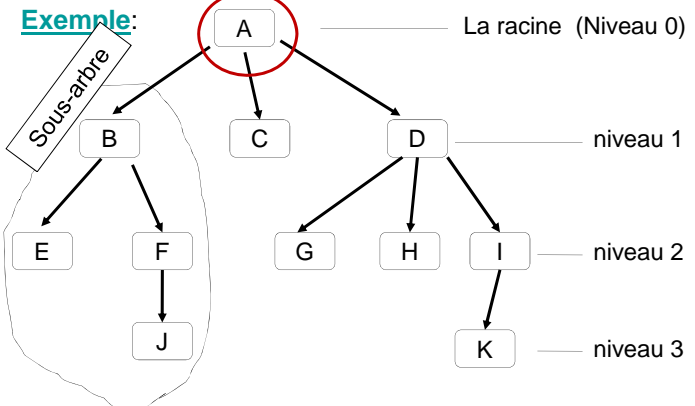 Exemple:
A
La racine (Niveau 0)
Sous-arbre
B
C
D
niveau 1
E
F
G
H
I
niveau 2
J
K
niveau 3